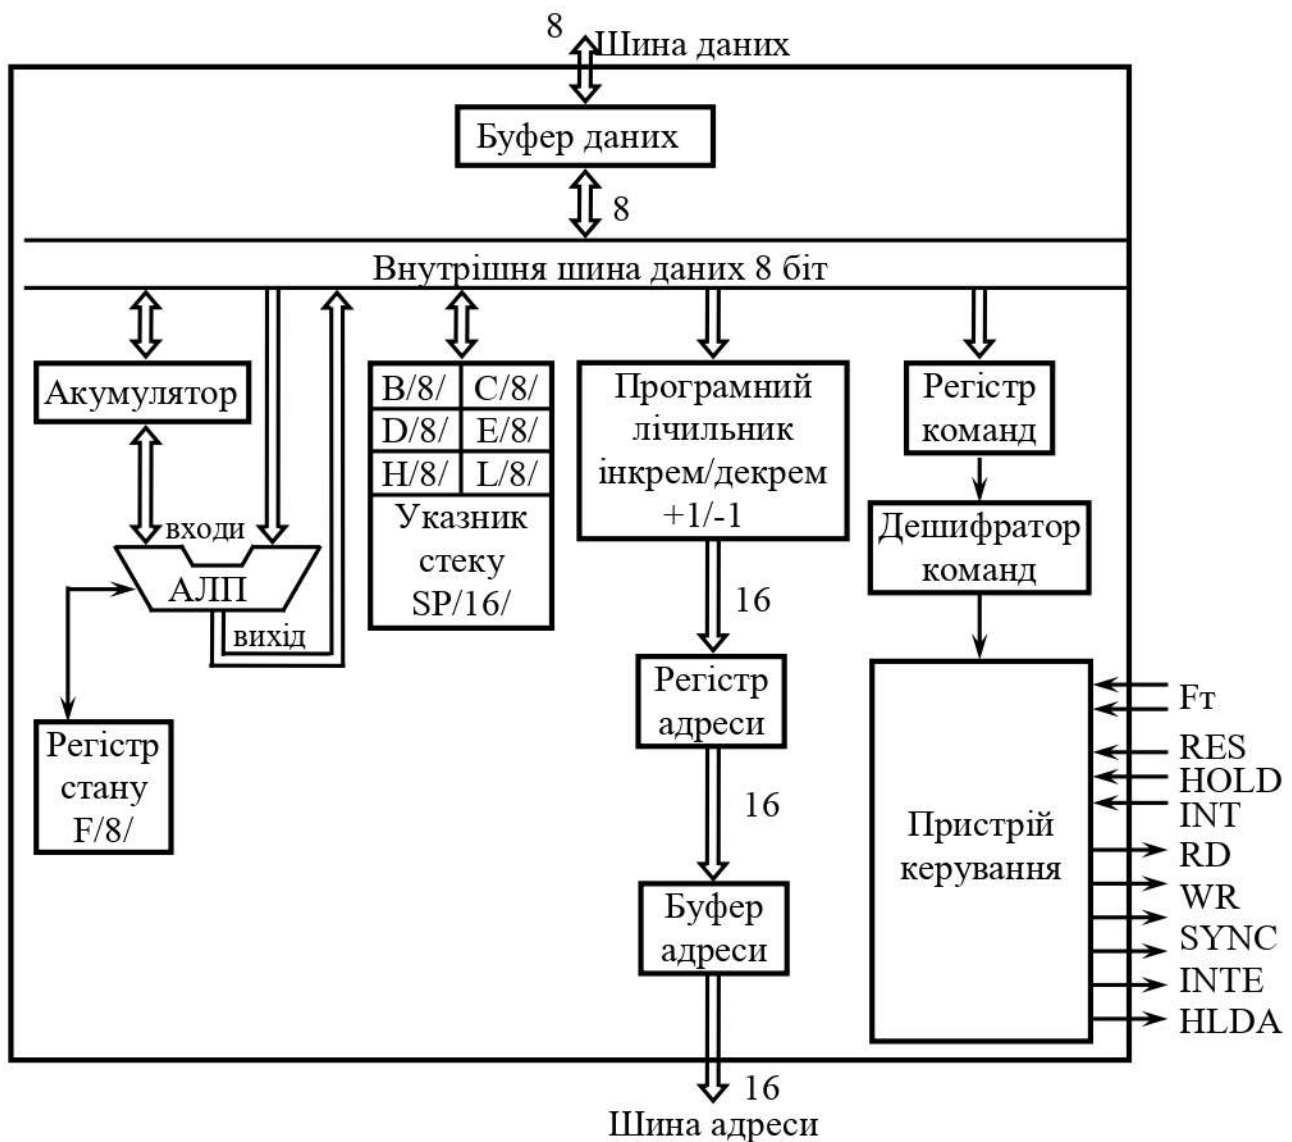 8
Шина даних
Буфер даних
8
Внутрішня шина даних 8 біт
Акумулятор
входи
АЛП
вихід
Регістр
стану
F/8/
B/8/ C/8/
D/8/ E/8/
H/8/ L/8/
Указник
стеку
SP/16/
Програмний
лічильник
інкрем/декрем
+1/-1
16
Регістр
адреси
16
Буфер
адреси
16
Шина адреси
Регістр
команд
Дешифратор
команд
Пристрій
керування
Fт
RES
HOLD
INT
RD
WR
SYNC
INTE
HLDA